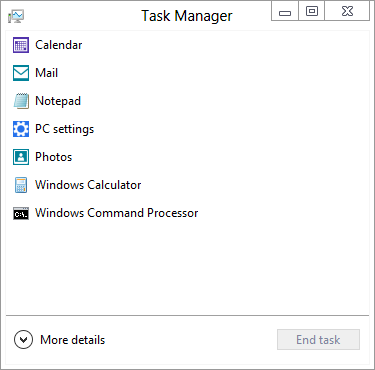 Task Manager
Calendar
Mail
Notepad
PC settings
Photos
Windows Calculator
C:\.
Windows Command Processor
More details
End task